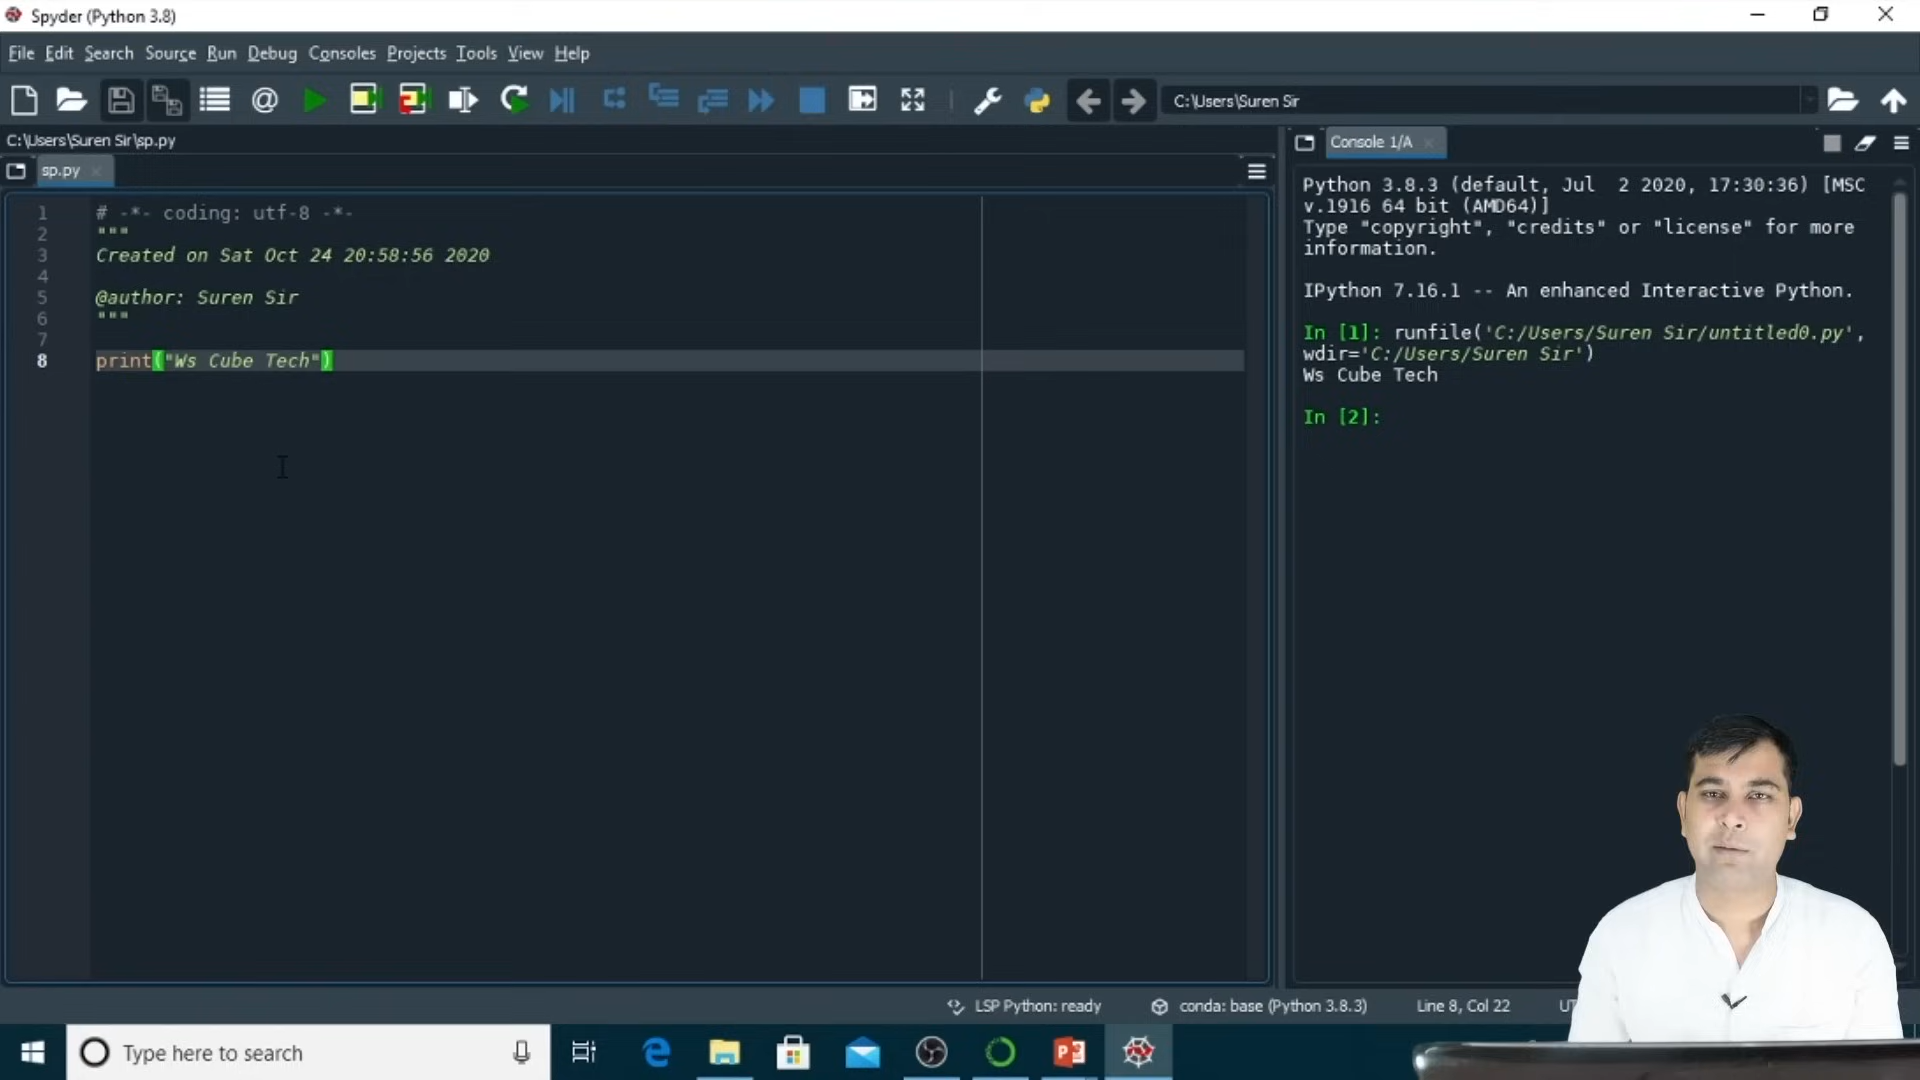 Spyder (Python 3.8)
File Edit Search Source Run Debug Consoles Projects Tools View Help
C:\Users\Suren Sir
C:\Users\Suren Sir\sp.py
sp.py
1 # -*- coding: utf-8 -*-
2 """
3 Created on Sat Oct 24 20:58:56 2020
4
5 @author: Suren Sir
6 """
7
8 print("Ws Cube Tech")
Console 1/A
Python 3.8.3 (default, Jul  2 2020, 17:30:36) [MSC
v.1916 64 bit (AMD64)]
Type "copyright", "credits" or "license" for more
information.
IPython 7.16.1 -- An enhanced Interactive Python.
In [1]: runfile('C:/Users/Suren Sir/untitled0.py',
wdir='C:/Users/Suren Sir')
Ws Cube Tech
In [2]:
LSP Python: ready conda: base (Python 3.8.3) Line 8, Col 22
Type here to search